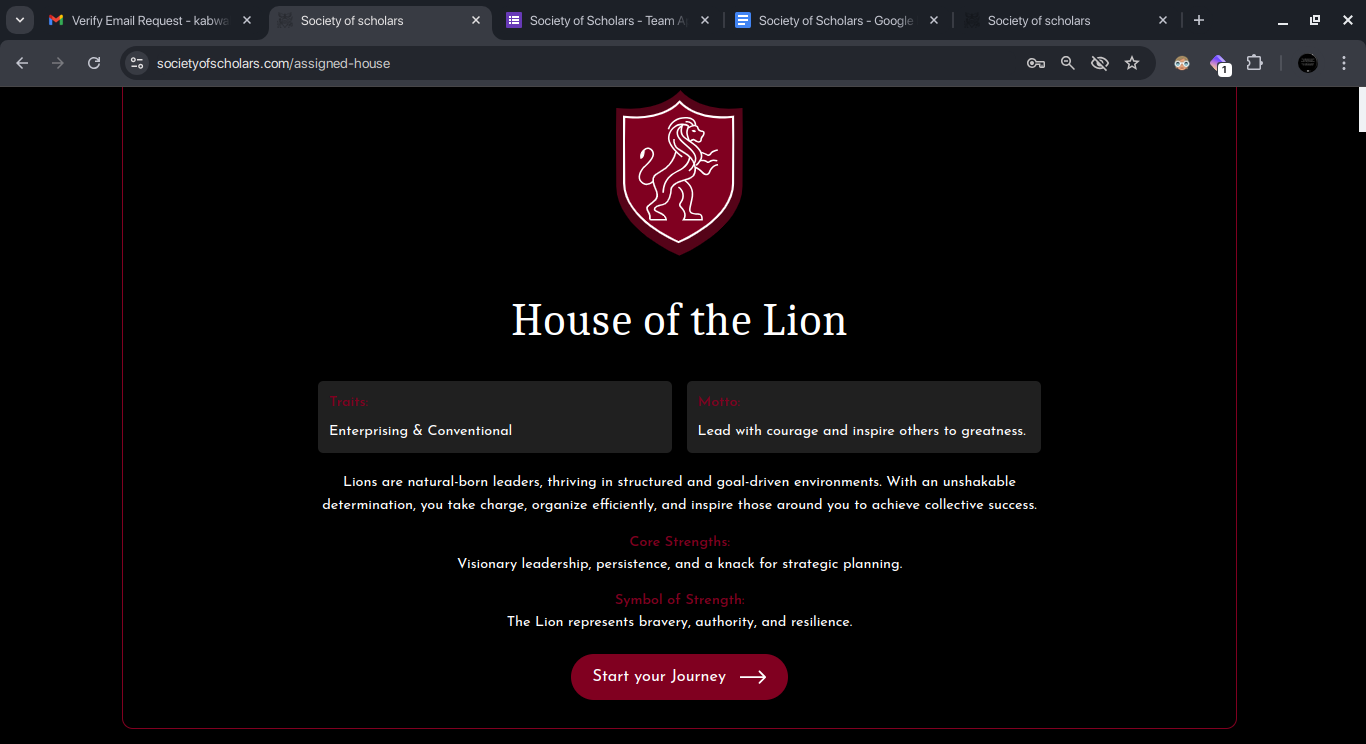 Verify Email Request - kabwa
Society of scholars
Society of Scholars - Team Ap
Society of Scholars - Google
Society of scholars
societyofscholars.com/assigned-house
1
House of the Lion
Traits:
Enterprising & Conventional
Motto:
Lead with courage and inspire others to greatness.
Lions are natural-born leaders, thriving in structured and goal-driven environments. With an unshakable
determination, you take charge, organize efficiently, and inspire those around you to achieve collective success.
Core Strengths:
Visionary leadership, persistence, and a knack for strategic planning.
Symbol of Strength:
The Lion represents bravery, authority, and resilience.
Start your Journey